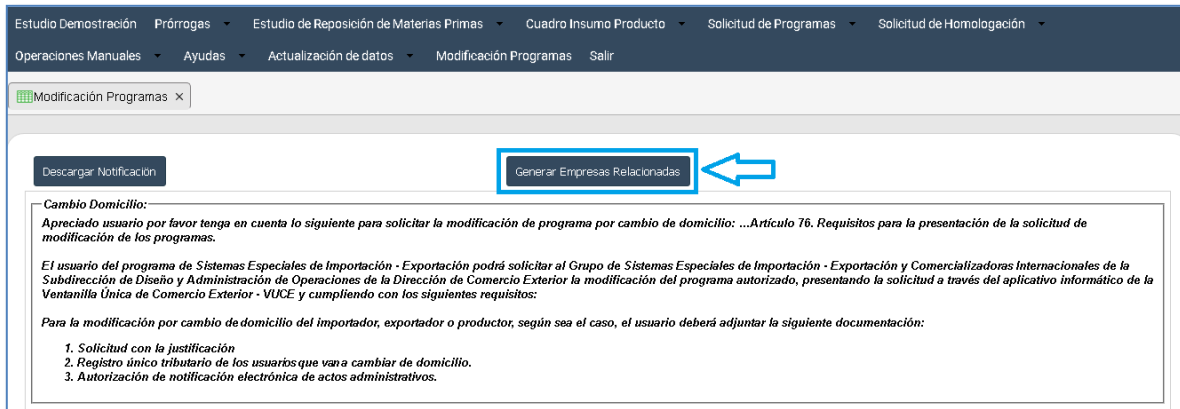 Estudio Demostración Prórrogas Estudio de Reposición de Materias Primas Cuadro Insumo Producto Solicitud de Programas Solicitud de Homologación
Operaciones Manuales Ayudas Actualización de datos Modificación Programas Salir
Modificación Programas ×
Descargar Notificación Generar Empresas Relacionadas
Cambio Domicilio:
Apreciado usuario por favor tenga en cuenta lo siguiente para solicitar la modificación de programa por cambio de domicilio: ...Artículo 76. Requisitos para la presentación de la solicitud de
modificación de los programas.
El usuario del programa de Sistemas Especiales de Importación - Exportación podrá solicitar al Grupo de Sistemas Especiales de Importación - Exportación y Comercializadoras Internacionales de la
Subdirección de Diseño y Administración de Operaciones de la Dirección de Comercio Exterior la modificación del programa autorizado, presentando la solicitud a través del aplicativo informático de la
Ventanilla Única de Comercio Exterior - VUCE y cumpliendo con los siguientes requisitos:
Para la modificación por cambio de domicilio del importador, exportador o productor, según sea el caso, el usuario deberá adjuntar la siguiente documentación:
1. Solicitud con la justificación
2. Registro único tributario de los usuarios que van a cambiar de domicilio.
3. Autorización de notificación electrónica de actos administrativos.